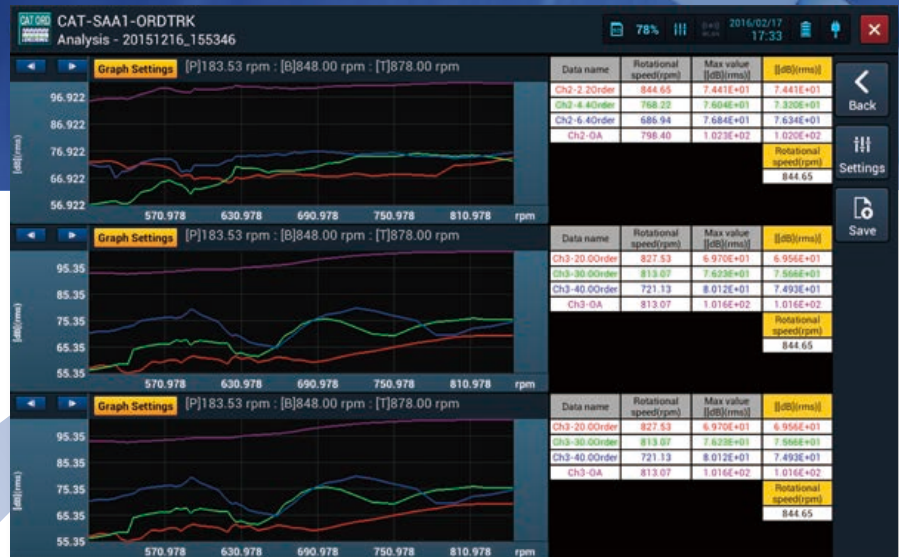 CAT ORD
CAT-SAA1-ORDTRK
Analysis - 20151216_155346
78%
2016/02/17
17:33
Graph Settings
[P]183.53 rpm : [B]848.00 rpm : [T]878.00 rpm
[dB](rms)
96.922
86.922
76.922
66.922
56.922
570.978 630.978 690.978 750.978 810.978 rpm
Data name Rotational speed(rpm) Max value [[dB](rms)] [[dB](rms)]
Ch2-2.2Order 844.65 7.441E+01 7.441E+01
Ch2-4.4Order 768.22 7.604E+01 7.320E+01
Ch2-6.4Order 686.94 7.684E+01 7.634E+01
Ch2-OA 798.40 1.023E+02 1.020E+02
Rotational speed(rpm)
844.65
Back
Settings
Save
Graph Settings
[P]183.53 rpm : [B]848.00 rpm : [T]878.00 rpm
[dB](rms)
95.35
85.35
75.35
65.35
55.35
570.978 630.978 690.978 750.978 810.978 rpm
Data name Rotational speed(rpm) Max value [[dB](rms)] [[dB](rms)]
Ch3-20.0Order 827.53 6.970E+01 6.956E+01
Ch3-30.0Order 813.07 7.623E+01 7.566E+01
Ch3-40.0Order 721.13 8.012E+01 7.493E+01
Ch3-OA 813.07 1.016E+02 1.016E+02
Rotational speed(rpm)
844.65
Graph Settings
[P]183.53 rpm : [B]848.00 rpm : [T]878.00 rpm
[dB](rms)
95.35
85.35
75.35
65.35
55.35
570.978 630.978 690.978 750.978 810.978 rpm
Data name Rotational speed(rpm) Max value [[dB](rms)] [[dB](rms)]
Ch3-20.0Order 827.53 6.970E+01 6.956E+01
Ch3-30.0Order 813.07 7.623E+01 7.566E+01
Ch3-40.0Order 721.13 8.012E+01 7.493E+01
Ch3-OA 813.07 1.016E+02 1.016E+02
Rotational speed(rpm)
844.65